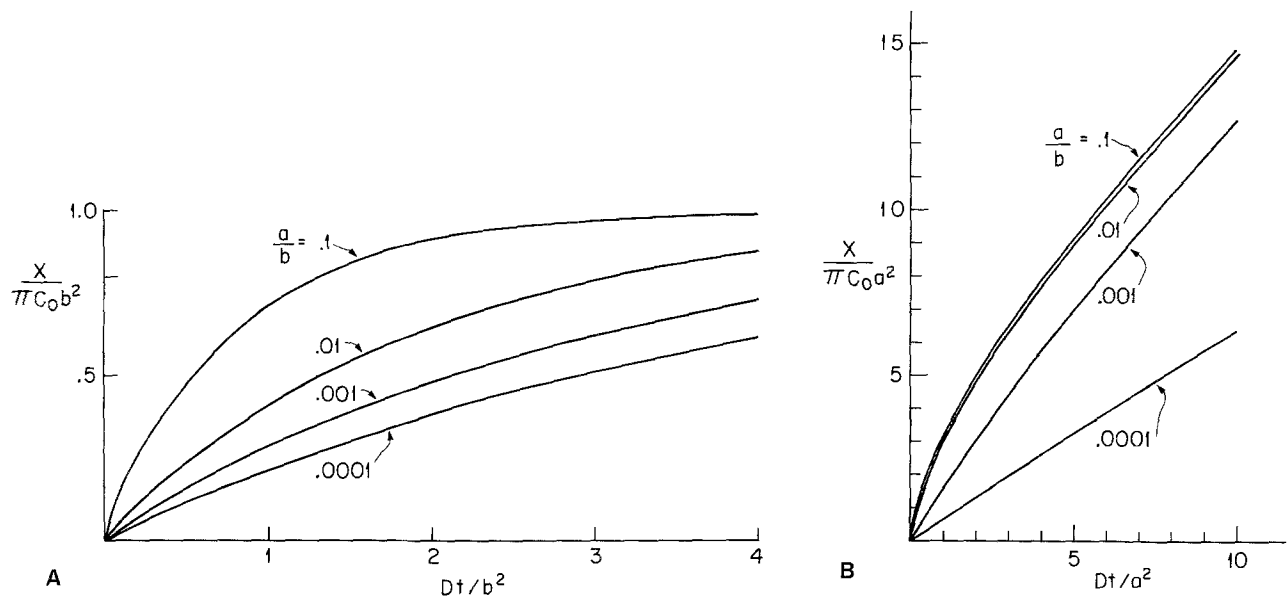 1.0
.5
X
πC₀b²
a
b
= .1
.01
.001
.0001
1
2
3
4
Dt/b²
A
15
10
5
X
πC₀a²
a
b
= .1
.01
.001
.0001
5
10
Dt/a²
B